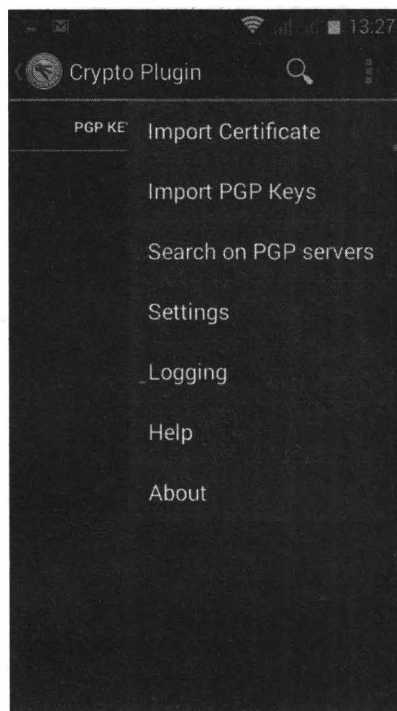 13:27
Crypto Plugin
PGP KE
Import Certificate
Import PGP Keys
Search on PGP servers
Settings
Logging
Help
About